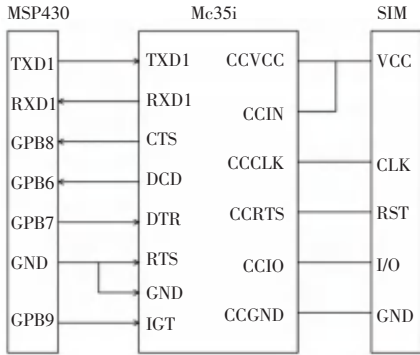 MSP430 Mc35i SIM
TXD1 TXD1 CCVCC VCC
RXD1 RXD1 CCIN
GPB8 CTS
GPB6 DCD CCCLK CLK
GPB7 DTR CCRTS RST
GND RTS CCIO I/O
GND
GPB9 IGT CCGND GND